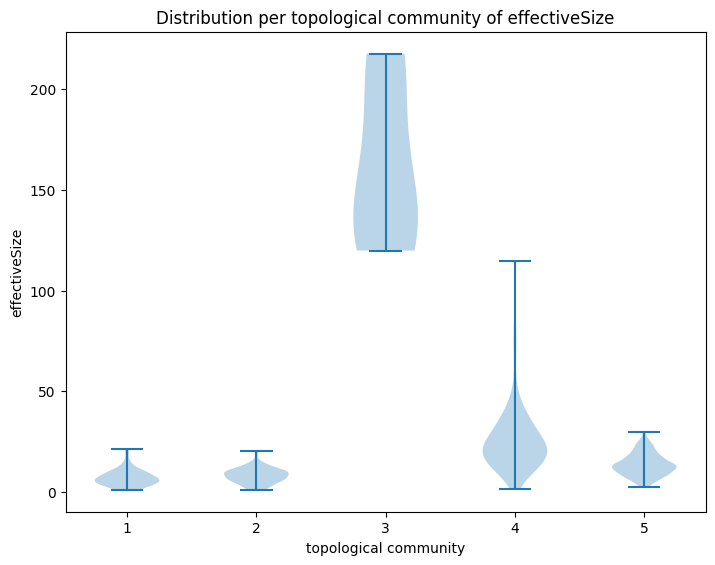 Distribution per topological community of effectiveSize
effectiveSize
200
150
100
50
0
1 2 3 4 5
topological community